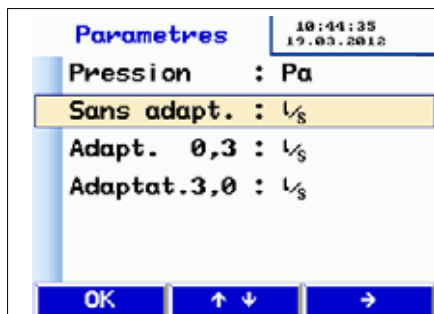 Parametres
10:44:35
19.03.2012
Pression : Pa
Sans adapt. : L/s
Adapt. 0,3 : L/s
Adaptat.3,0 : L/s
OK ↑ ↓ →